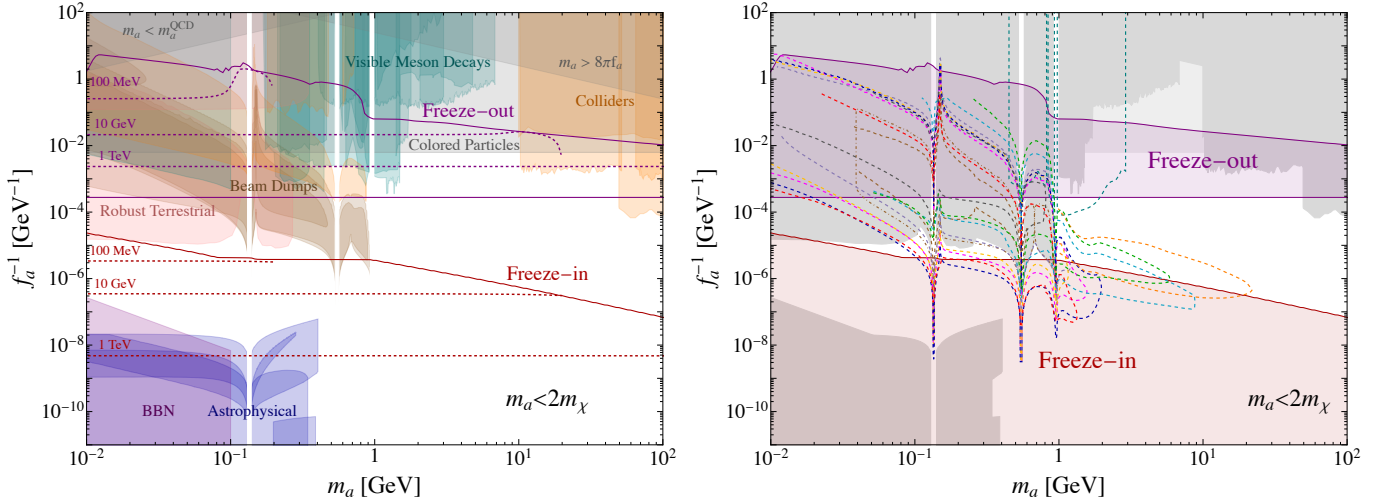 m_a < m_a^QCD
Visible Meson Decays
m_a > 8πf_a
100 MeV
Colliders
Freeze-out
10 GeV
Colored Particles
1 TeV
Beam Dumps
Robust Terrestrial
100 MeV
Freeze-in
10 GeV
1 TeV
BBN
Astrophysical
m_a<2m_χ
f_a^-1 [GeV^-1]
1
10^-2
10^-4
10^-6
10^-8
10^-10
10^-2
10^-1
1
10
10^2
m_a [GeV]
Freeze-out
Freeze-in
m_a<2m_χ
f_a^-1 [GeV^-1]
1
10^-2
10^-4
10^-6
10^-8
10^-10
10^-2
10^-1
1
10
10^2
m_a [GeV]